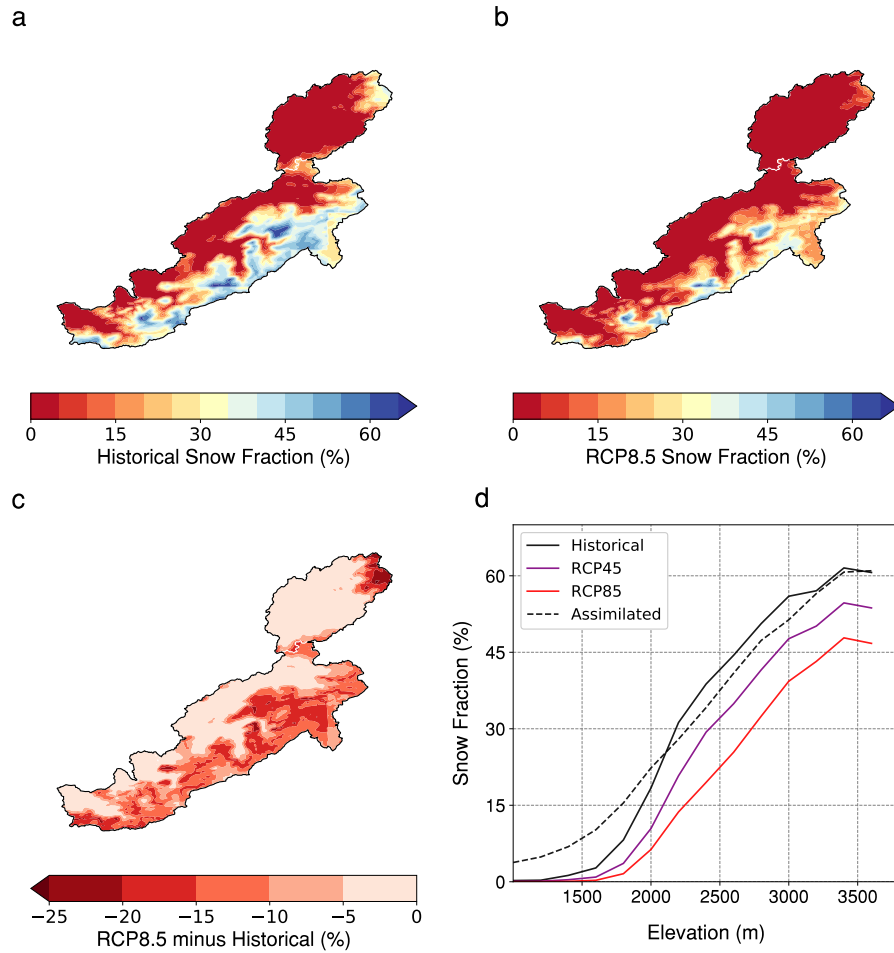 a
b
0 15 30 45 60
Historical Snow Fraction (%)
0 15 30 45 60
RCP8.5 Snow Fraction (%)
c
−25 −20 −15 −10 −5 0
RCP8.5 minus Historical (%)
d
Historical
RCP45
RCP85
Assimilated
60
45
30
15
0
Snow Fraction (%)
1500 2000 2500 3000 3500
Elevation (m)